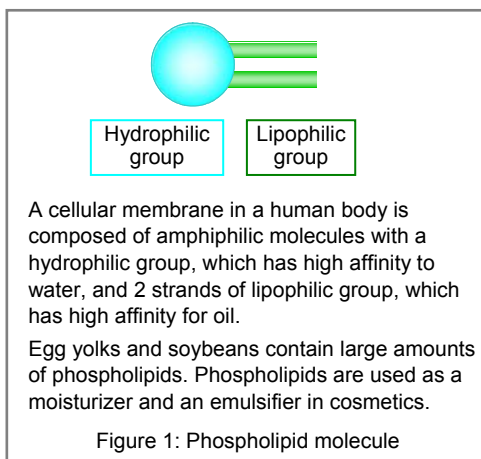 Hydrophilic
group
Lipophilic
group
A cellular membrane in a human body is
composed of amphiphilic molecules with a
hydrophilic group, which has high affinity to
water, and 2 strands of lipophilic group, which
has high affinity for oil.
Egg yolks and soybeans contain large amounts
of phospholipids. Phospholipids are used as a
moisturizer and an emulsifier in cosmetics.
Figure 1: Phospholipid molecule